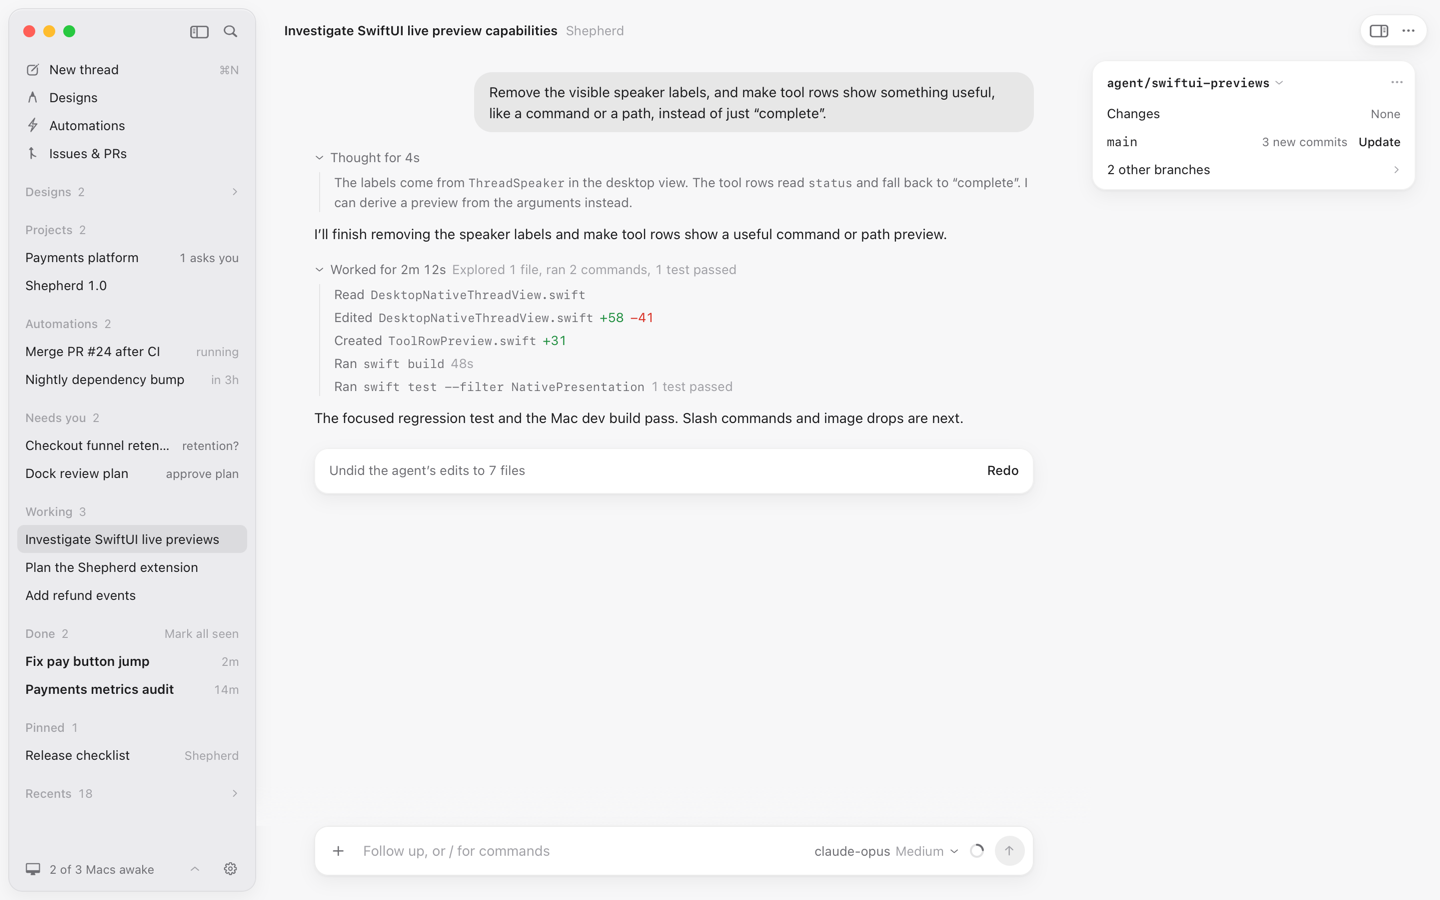 New thread ⌘N
Designs
Automations
Issues & PRs
Designs 2
Projects 2
Payments platform 1 asks you
Shepherd 1.0
Automations 2
Merge PR #24 after CI running
Nightly dependency bump in 3h
Needs you 2
Checkout funnel reten... retention?
Dock review plan approve plan
Working 3
Investigate SwiftUI live previews
Plan the Shepherd extension
Add refund events
Done 2 Mark all seen
Fix pay button jump 2m
Payments metrics audit 14m
Pinned 1
Release checklist Shepherd
Recents 18
2 of 3 Macs awake
Investigate SwiftUI live preview capabilities Shepherd
Remove the visible speaker labels, and make tool rows show something useful,
like a command or a path, instead of just “complete”.
Thought for 4s
The labels come from ThreadSpeaker in the desktop view. The tool rows read status and fall back to “complete”. I
can derive a preview from the arguments instead.
I’ll finish removing the speaker labels and make tool rows show a useful command or path preview.
Worked for 2m 12s Explored 1 file, ran 2 commands, 1 test passed
Read DesktopNativeThreadView.swift
Edited DesktopNativeThreadView.swift +58 −41
Created ToolRowPreview.swift +31
Ran swift build 48s
Ran swift test --filter NativePresentation 1 test passed
The focused regression test and the Mac dev build pass. Slash commands and image drops are next.
Undid the agent’s edits to 7 files Redo
Follow up, or / for commands claude-opus Medium
agent/swiftui-previews
Changes None
main 3 new commits Update
2 other branches